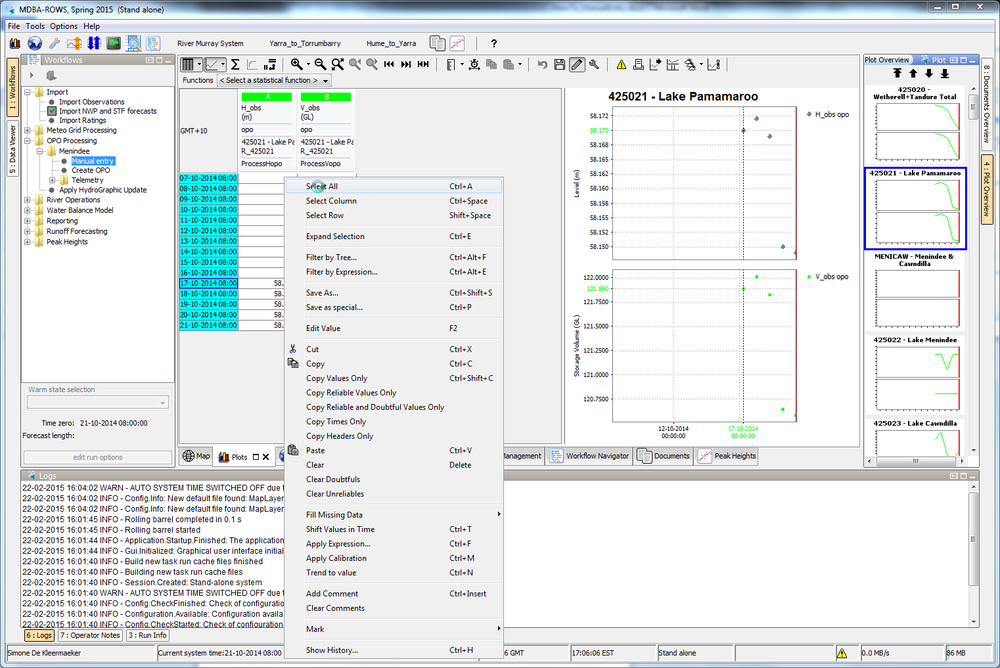 MDBA-ROWS, Spring 2015 (Stand alone)
File Tools Options Help
River Murray System Yarra_to_Torrumbarry Hume_to_Yarra ?
1 : Workflows
5 : Data Viewer
Workflows
Import
Import Observations
Import NWP and STF forecasts
Import Ratings
Meteo Grid Processing
OPO Processing
Menindee
Manual entry
Create OPO
Telemetry
Apply HydroGraphic Update
River Operations
Water Balance Model
Reporting
Runoff Forecasting
Peak Heights
Warm state selection
Time zero: 21-10-2014 08:00:00
Forecast length:
edit run options
Functions < Select a statistical function >
GMT+10
A B
H_obs V_obs
(m) (GL)
opo opo
425021 - Lake Pa 425021 - Lake Pa
R_425021 R_425021
ProcessHopo ProcessVopo
07-10-2014 08:00
08-10-2014 08:00
09-10-2014 08:00
10-10-2014 08:00
11-10-2014 08:00
12-10-2014 08:00
13-10-2014 08:00
14-10-2014 08:00
15-10-2014 08:00
16-10-2014 08:00
17-10-2014 08:00 58.
18-10-2014 08:00 58.
19-10-2014 08:00 58.
20-10-2014 08:00 58.
21-10-2014 08:00 58.
Select All Ctrl+A
Select Column Ctrl+Space
Select Row Shift+Space
Expand Selection Ctrl+E
Filter by Tree... Ctrl+Alt+F
Filter by Expression... Ctrl+Alt+E
Save As... Ctrl+Shift+S
Save as special... Ctrl+P
Edit Value F2
Cut Ctrl+X
Copy Ctrl+C
Copy Values Only Ctrl+Shift+C
Copy Reliable Values Only
Copy Reliable and Doubtful Values Only
Copy Times Only
Copy Headers Only
Paste Ctrl+V
Clear Delete
Clear Doubtfuls
Clear Unreliables
Fill Missing Data
Shift Values in Time Ctrl+T
Apply Expression... Ctrl+F
Apply Calibration Ctrl+M
Trend to value Ctrl+N
Add Comment Ctrl+Insert
Clear Comments
Mark
Show History... Ctrl+H
425021 - Lake Pamamaroo
Level (m)
58.172
58.170
58.168
58.165
58.162
58.160
58.158
58.155
58.152
58.150
H_obs opo
Storage Volume (GL)
122.0000
121.890
121.7500
121.5000
121.2500
121.0000
120.7500
V_obs opo
12-10-2014 17-10-2014
00:00:00 08:00:00
Map Plots Management Workflow Navigator Documents Peak Heights
Plot Overview Plot
425020 -
Wetherell+Tandure Total
425021 - Lake Pamamaroo
MENICAW - Menindee &
Cawndilla
425022 - Lake Menindee
425023 - Lake Cawndilla
8 : Documents Overview
4 : Plot Overview
Logs
22-02-2015 16:04:02 WARN - AUTO SYSTEM TIME SWITCHED OFF due t
22-02-2015 16:04:02 INFO - Config.Info: New default file found: MapLayer
22-02-2015 16:04:02 INFO - Config.Info: New default file found: MapLayer
22-02-2015 16:01:45 INFO - Rolling barrel completed in 0.1 s
22-02-2015 16:01:45 INFO - Rolling barrel started
22-02-2015 16:01:44 INFO - Application.Startup.Finished: The application
22-02-2015 16:01:44 INFO - Gui.Initialized: Graphical user interface initial
22-02-2015 16:01:40 INFO - Build new task run cache files finished
22-02-2015 16:01:40 INFO - Building new task run cache files
22-02-2015 16:01:40 INFO - Session.Created: Stand-alone system
22-02-2015 16:01:40 WARN - AUTO SYSTEM TIME SWITCHED OFF due t
22-02-2015 16:01:40 INFO - Config.CheckFinished: Check of configuratio
22-02-2015 16:01:40 INFO - Configuration.Available: Configuration availa
22-02-2015 16:01:40 INFO - Config.CheckStarted: Check of configuration
6 : Logs 7 : Operator Notes 3 : Run Info
Simone De Kleermaeker Current system time:21-10-2014 08:00 6 GMT 17:06:06 EST Stand alone 0.0 MB/s 86 MB